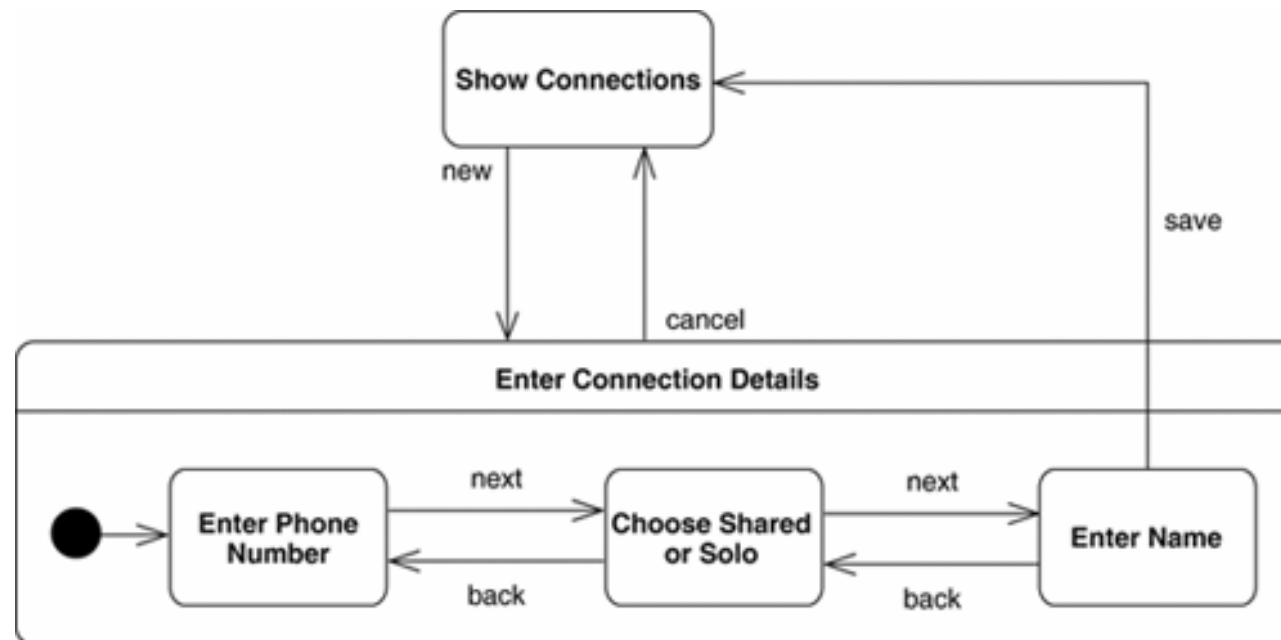 Show Connections
new
save
cancel
Enter Connection Details
next
next
Enter Phone
Number
Choose Shared
or Solo
Enter Name
back
back